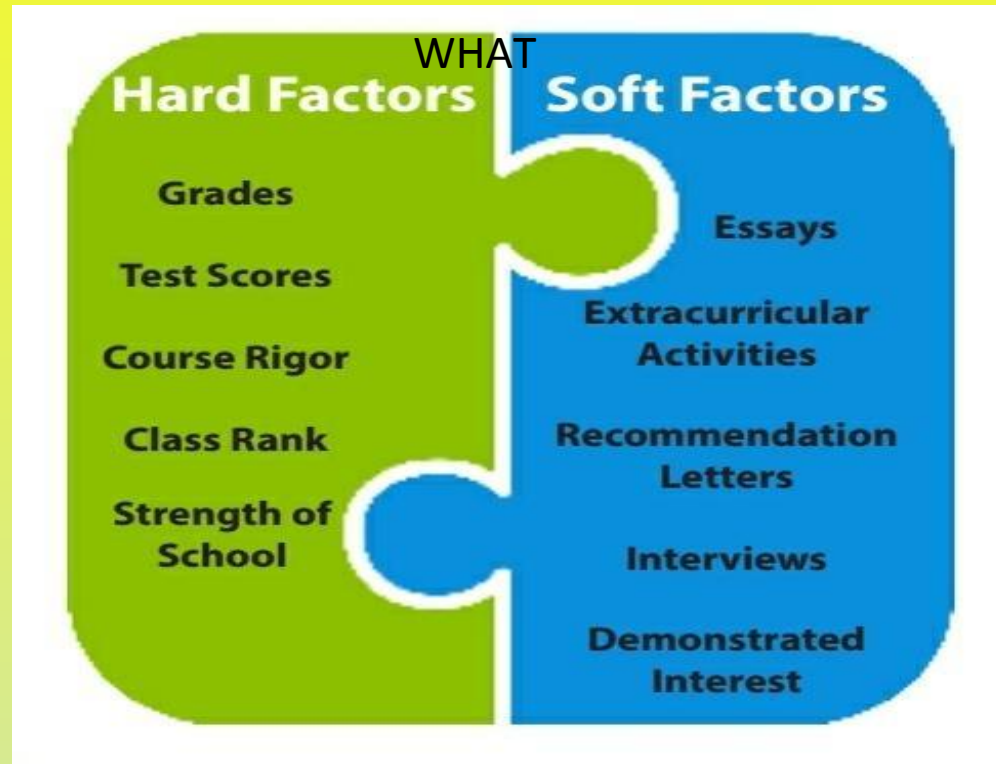 WHAT
Hard Factors
Grades
Test Scores
Course Rigor
Class Rank
Strength of
School
Soft Factors
Essays
Extracurricular
Activities
Recommendation
Letters
Interviews
Demonstrated
Interest